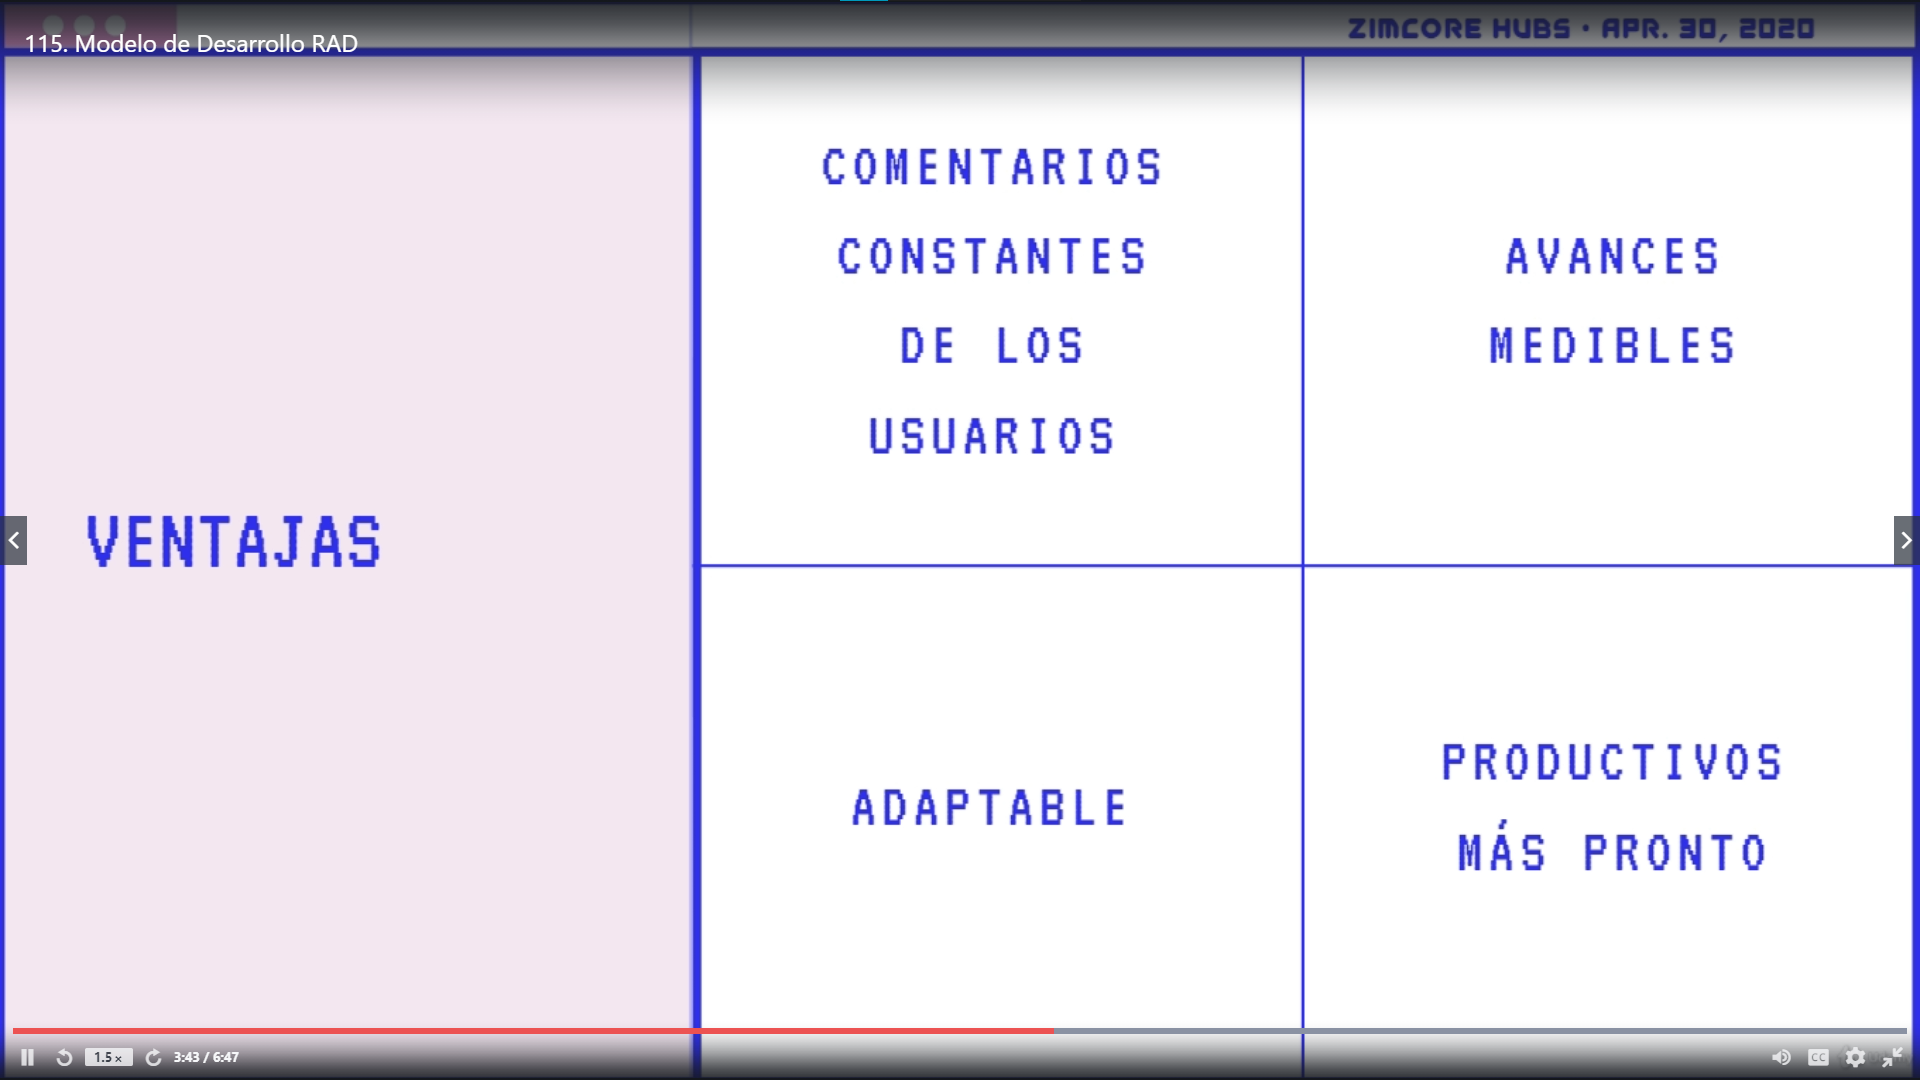 ZIMCORE HUBS · APR. 30, 2020
115. Modelo de Desarrollo RAD
VENTAJAS
COMENTARIOS
CONSTANTES
DE LOS
USUARIOS
AVANCES
MEDIBLES
ADAPTABLE
PRODUCTIVOS
MÁS PRONTO
1.5x
3:43 / 6:47
CC